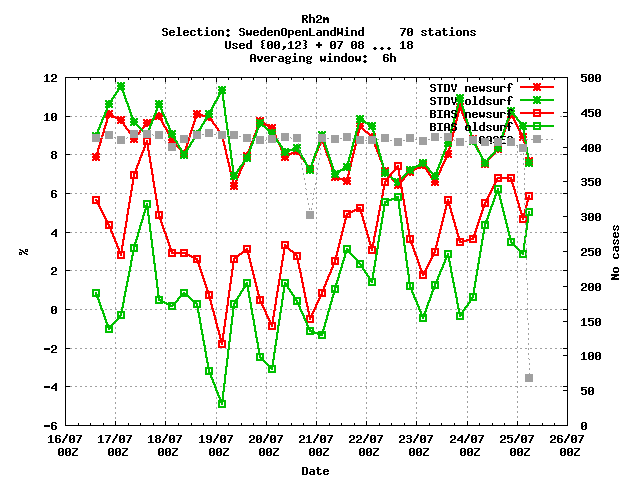 Rh2m
Selection: SwedenOpenLandWind     70 stations
Used {00,12} + 07 08 ... 18
Averaging window:  6h
STDV newsurf
STDV oldsurf
BIAS newsurf
BIAS oldsurf
12
10
8
6
4
2
0
-2
-4
-6
%
500
450
400
350
300
250
200
150
100
50
0
No cases
16/07 17/07 18/07 19/07 20/07 21/07 22/07 23/07 24/07 25/07 26/07
00Z 00Z 00Z 00Z 00Z 00Z 00Z 00Z 00Z 00Z 00Z
Date